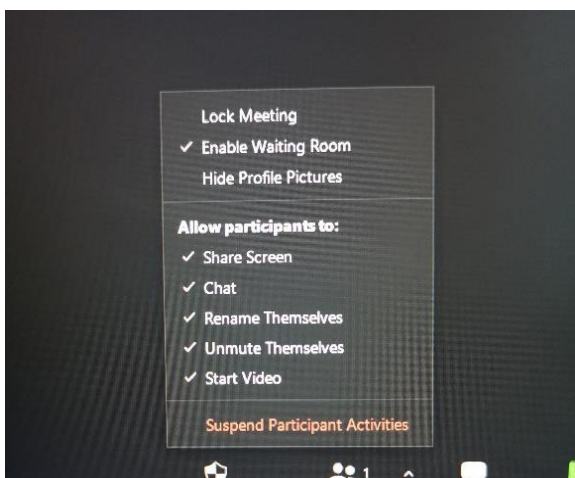 Lock Meeting
✓ Enable Waiting Room
Hide Profile Pictures
Allow participants to:
✓ Share Screen
✓ Chat
✓ Rename Themselves
✓ Unmute Themselves
✓ Start Video
Suspend Participant Activities
1